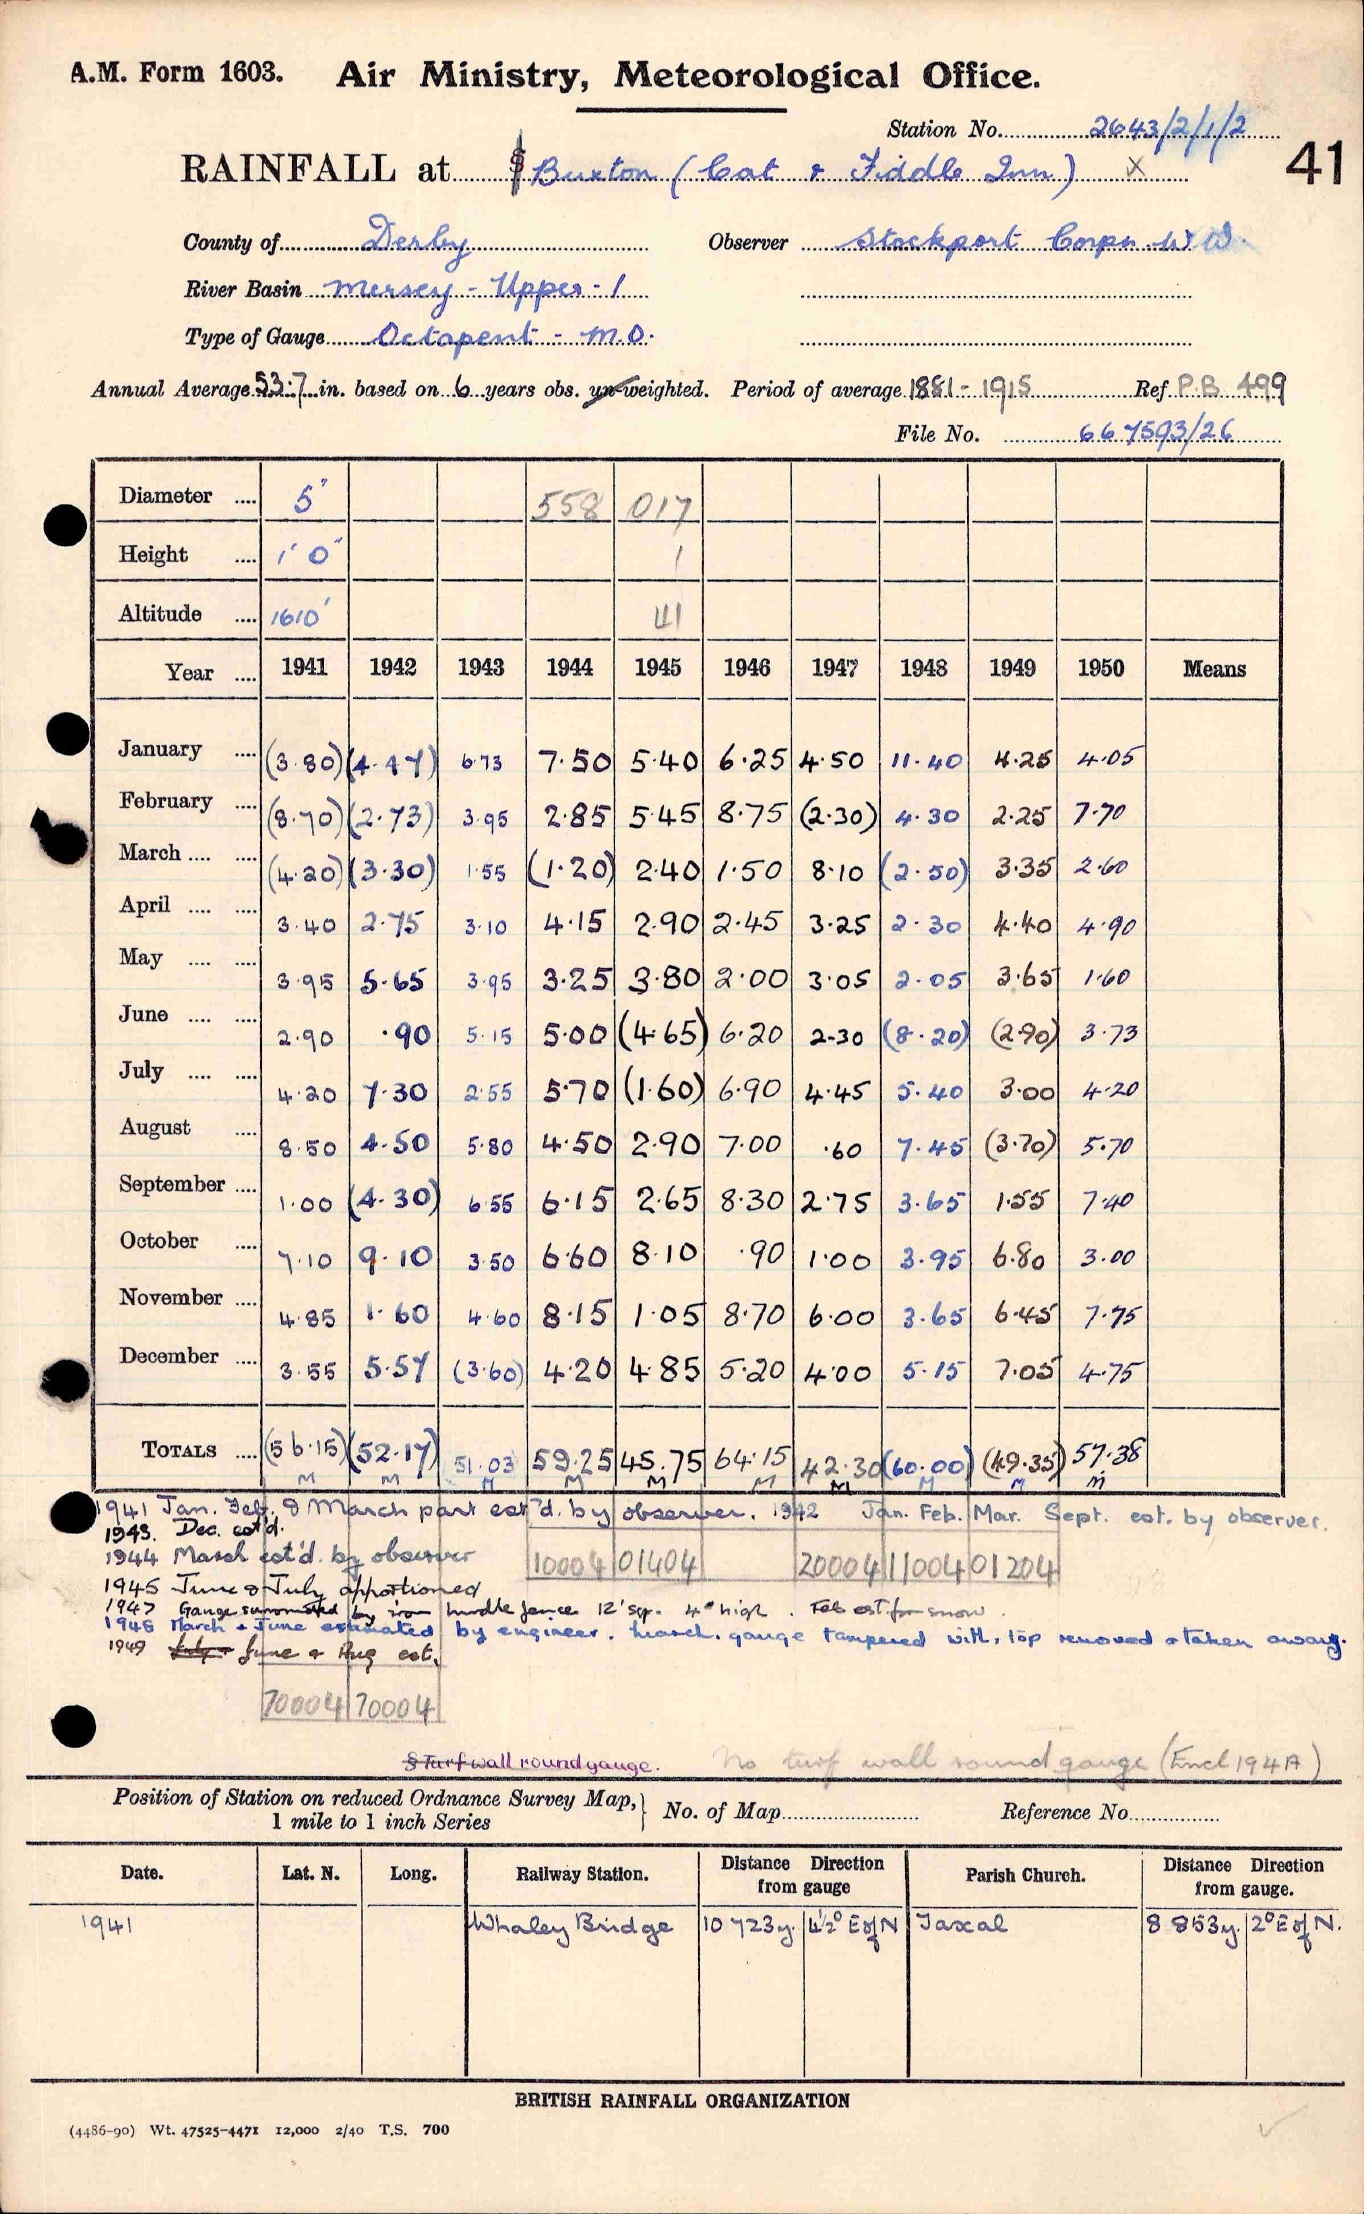 A.M. Form 1603. Air Ministry, Meteorological Office.
Station No. 2643/2/1/2
RAINFALL at § Buxton (Cat & Fiddle Inn) X 41
County of Derby Observer Stockport Corpn W.W.
River Basin Mersey - Upper - 1
Type of Gauge Octapent - M.O.
Annual Average 53.7 in. based on 6 years obs. un-weighted. Period of average 1881-1915 Ref P.B 499
File No. 667593/26
Diameter .... 5" 558 017
Height .... 1' 0" 1
Altitude .... 1610' 41
Year .... 1941 1942 1943 1944 1945 1946 1947 1948 1949 1950 Means
January .... (3.80) (4.47) 6.73 7.50 5.40 6.25 4.50 11.40 4.25 4.05
February .... (8.70) (2.73) 3.95 2.85 5.45 8.75 (2.30) 4.30 2.25 7.70
March .... .... (4.20) (3.30) 1.55 (1.20) 2.40 1.50 8.10 (2.50) 3.35 2.60
April .... .... 3.40 2.75 3.10 4.15 2.90 2.45 3.25 2.30 4.40 4.90
May .... .... 3.95 5.65 3.95 3.25 3.80 2.00 3.05 2.05 3.65 1.60
June .... .... 2.90 .90 5.15 5.00 (4.65) 6.20 2.30 (8.20) (2.90) 3.73
July .... .... 4.20 7.30 2.55 5.70 (1.60) 6.90 4.45 5.40 3.00 4.20
August .... 8.50 4.50 5.80 4.50 2.90 7.00 .60 7.45 (3.70) 5.70
September .... 1.00 (4.30) 6.55 6.15 2.65 8.30 2.75 3.65 1.55 7.40
October .... 7.10 9.10 3.50 6.60 8.10 .90 1.00 3.95 6.80 3.00
November .... 4.85 1.60 4.60 8.15 1.05 8.70 6.00 3.65 6.45 7.75
December .... 3.55 5.57 (3.60) 4.20 4.85 5.20 4.00 5.15 7.05 4.75
TOTALS .... (56.15) (52.17) 51.03 59.25 45.75 64.15 42.30 (60.00) (49.35) 57.38
M M M M M M M M M M
1941 Jan. Feb. & March part est'd. by observer. 1942 Jan. Feb. Mar. Sept. est. by observer.
1943. Dec. est'd.
1944 March est'd. by observer 10004 01404 20004 11004 01204
1945 June & July apportioned
1947 Gauge surrounded by iron hurdle fence 12' sq. 4' high. Feb est. for snow.
1948 March & June estimated by engineer. March, gauge tampered with, top removed & taken away.
1949 July & June & Aug est.
70004 70004
§ Turf wall round gauge. No turf wall round gauge (Encl 194A)
Position of Station on reduced Ordnance Survey Map, 1 mile to 1 inch Series } No. of Map Reference No.
Date. Lat. N. Long. Railway Station. Distance Direction from gauge Parish Church. Distance Direction from gauge.
1941 Whaley Bridge 10 723y. 4½° E of N Taxal 8 853y. 2° E of N.
BRITISH RAINFALL ORGANIZATION
(4486-90) Wt. 47525-4471 12,000 2/40 T.S. 700